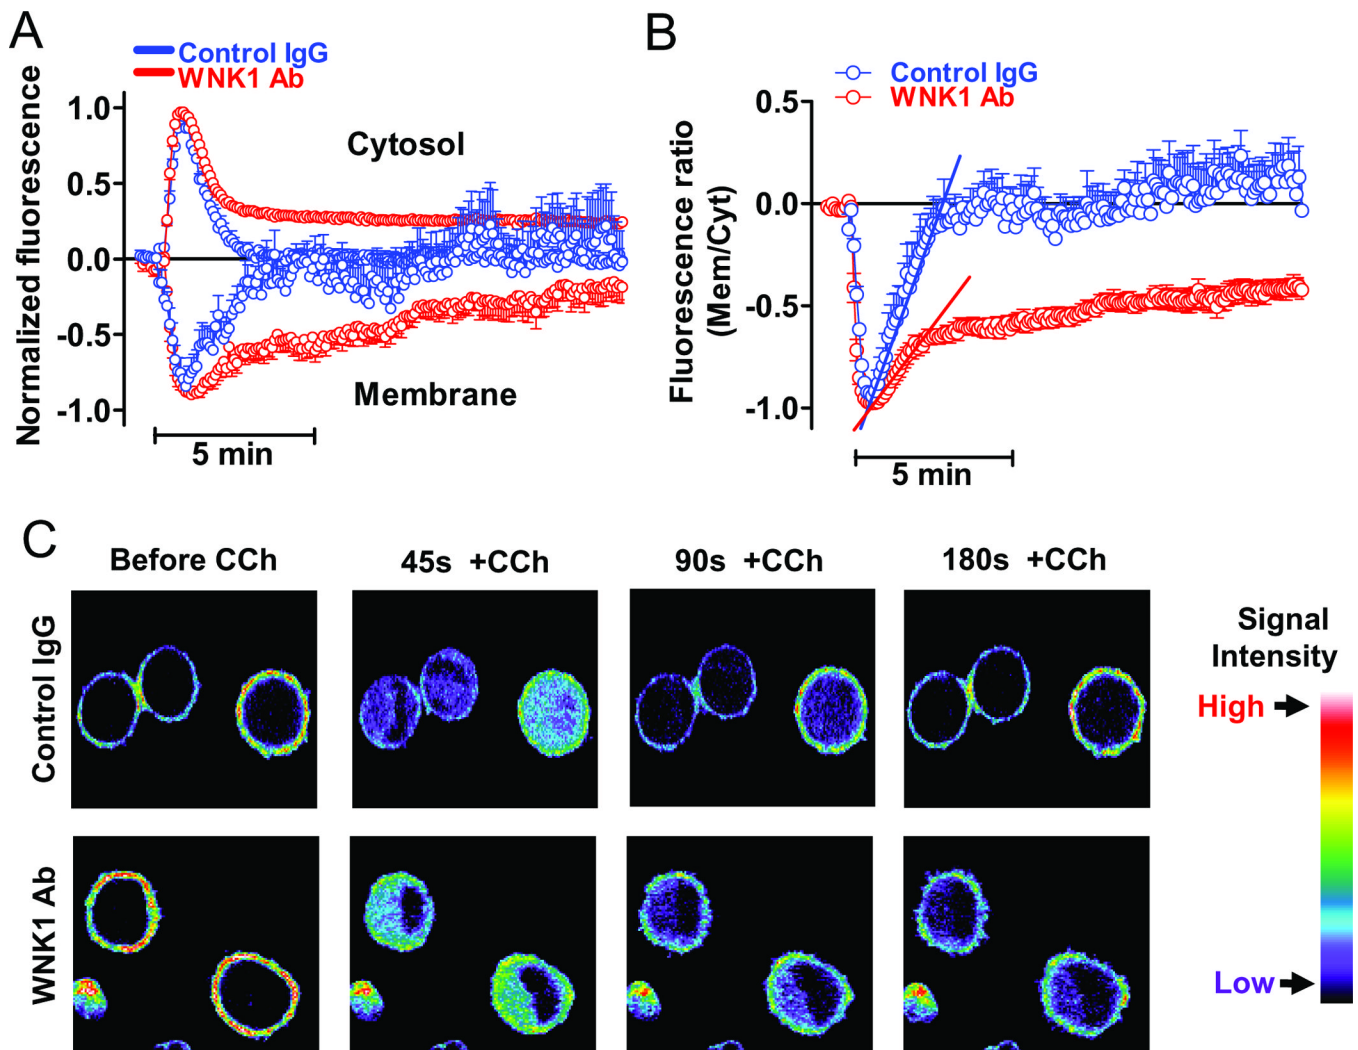 A
Control IgG
WNK1 Ab
Normalized fluorescence
1.0
0.5
0.0
-0.5
-1.0
Cytosol
Membrane
5 min
B
Control IgG
WNK1 Ab
Fluorescence ratio
(Mem/Cyt)
0.5
0.0
-0.5
-1.0
5 min
C
Before CCh
45s +CCh
90s +CCh
180s +CCh
Control IgG
WNK1 Ab
Signal
Intensity
High
Low